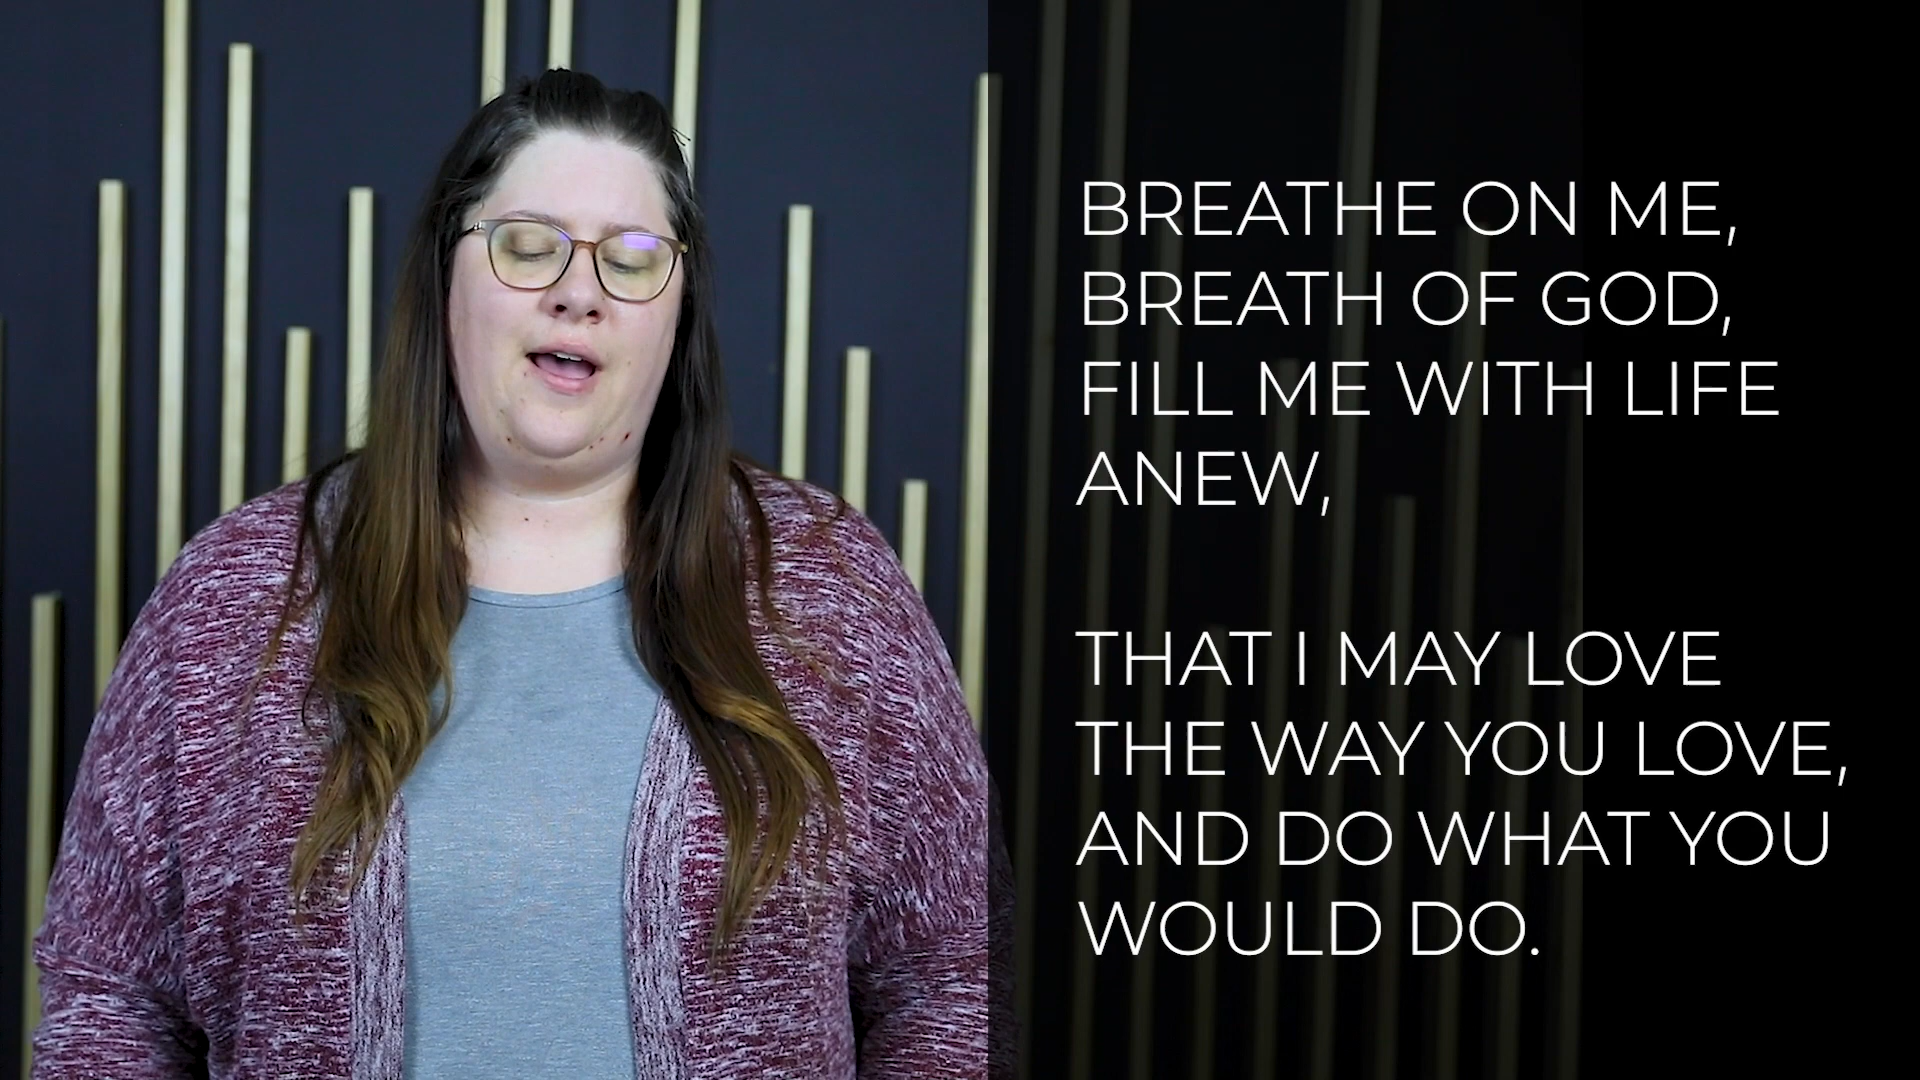 BREATHE ON ME,
BREATH OF GOD,
FILL ME WITH LIFE
ANEW,
THAT I MAY LOVE
THE WAY YOU LOVE,
AND DO WHAT YOU
WOULD DO.